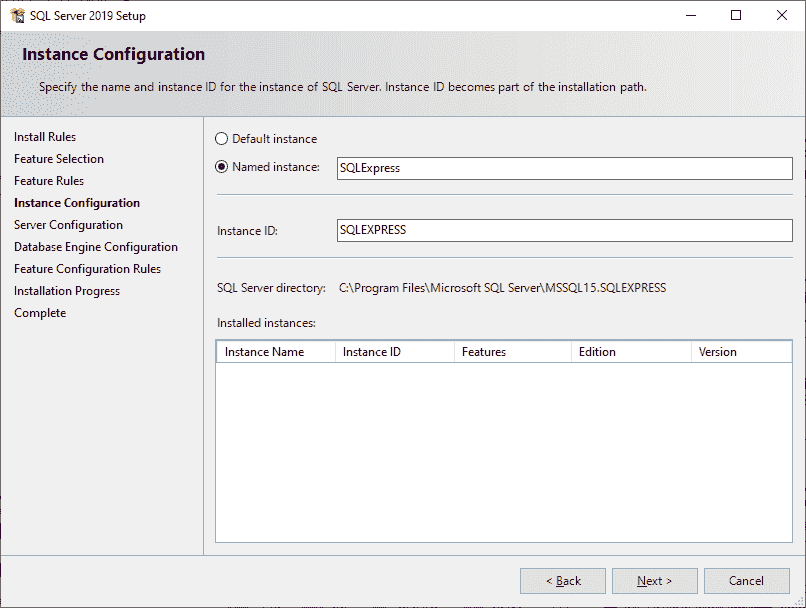 SQL Server 2019 Setup
Instance Configuration
Specify the name and instance ID for the instance of SQL Server. Instance ID becomes part of the installation path.
Install Rules
Feature Selection
Feature Rules
Instance Configuration
Server Configuration
Database Engine Configuration
Feature Configuration Rules
Installation Progress
Complete
Default instance
Named instance: SQLExpress
Instance ID: SQLEXPRESS
SQL Server directory: C:\Program Files\Microsoft SQL Server\MSSQL15.SQLEXPRESS
Installed instances:
Instance Name Instance ID Features Edition Version
< Back Next > Cancel